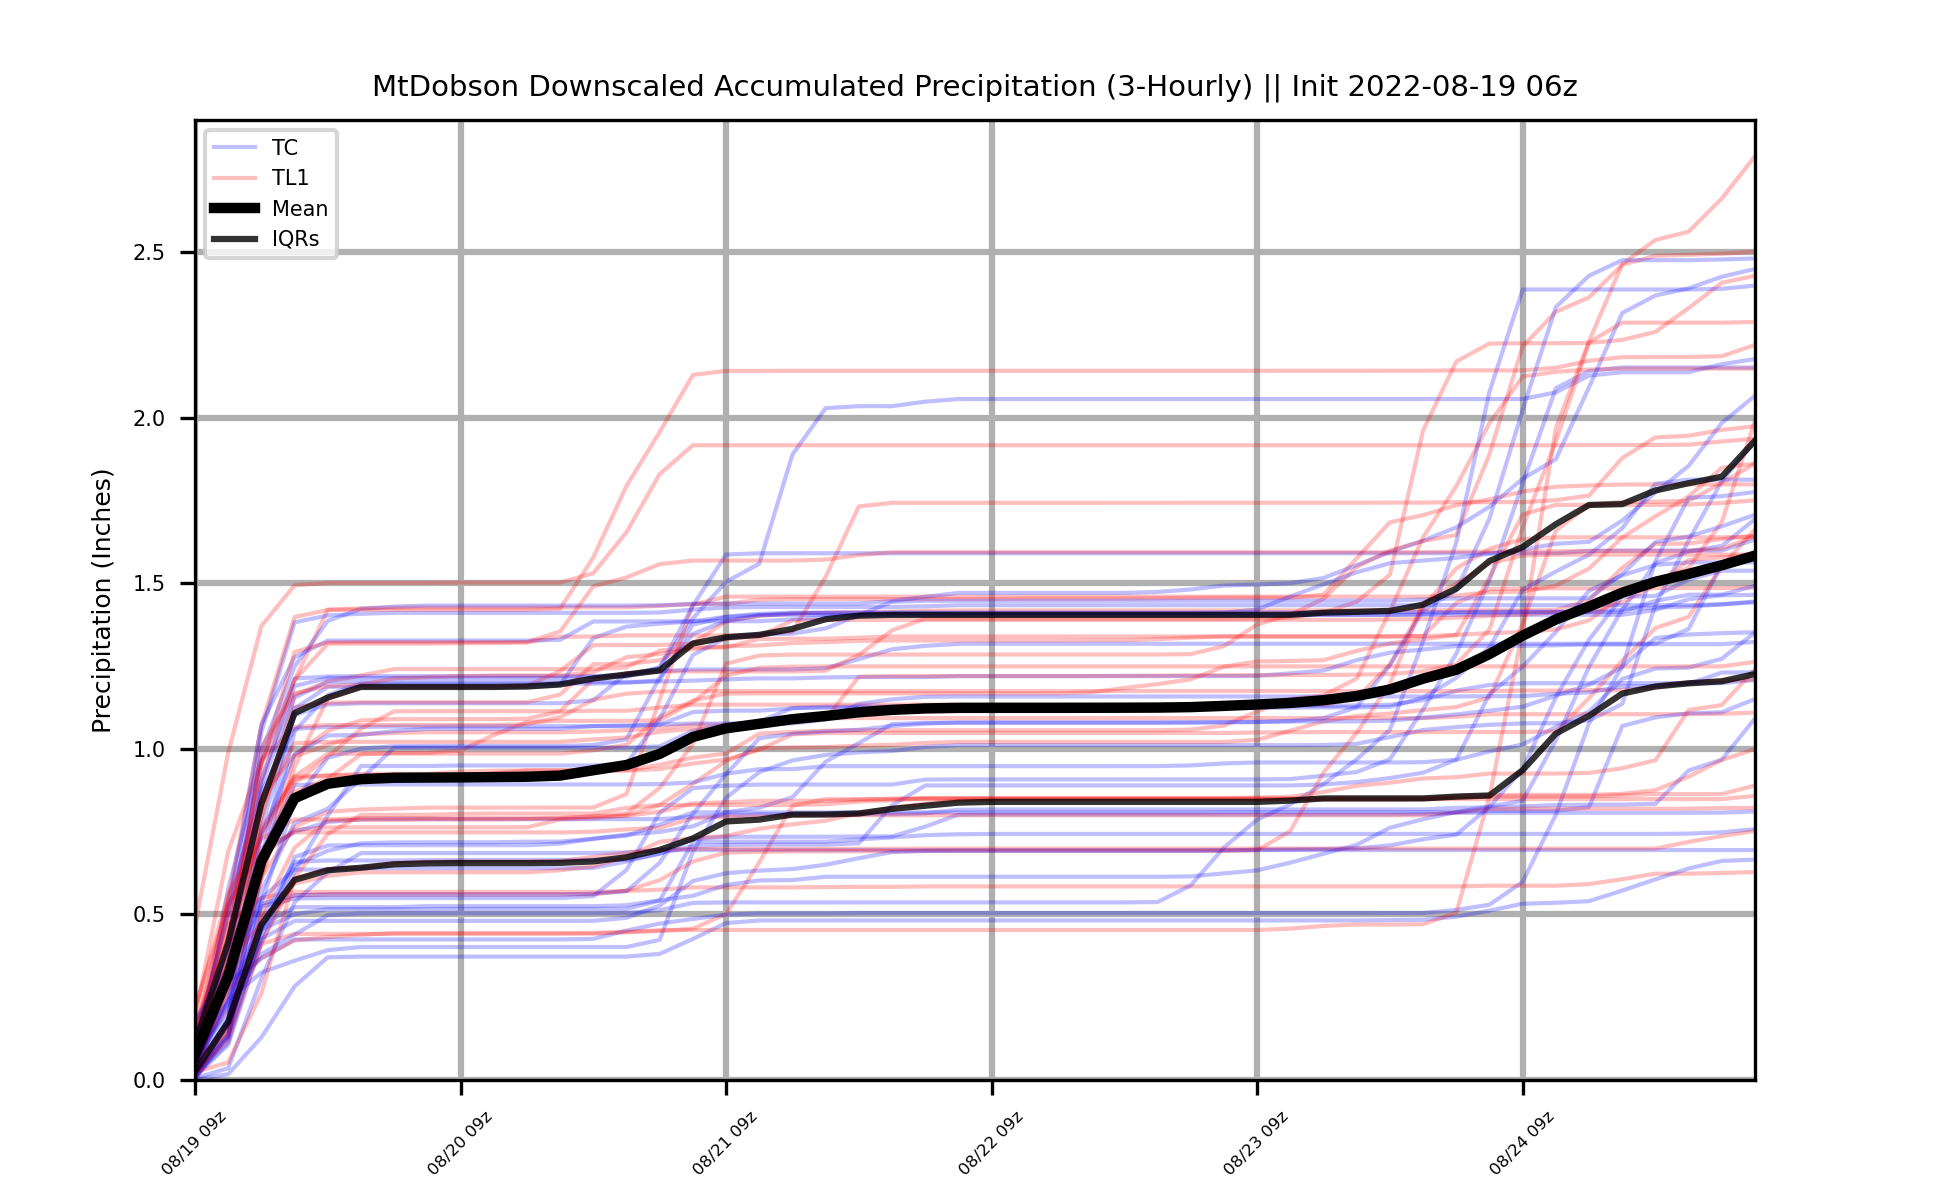 MtDobson Downscaled Accumulated Precipitation (3-Hourly) || Init 2022-08-19 06z
TC
TL1
Mean
IQRs
Precipitation (Inches)
2.5
2.0
1.5
1.0
0.5
0.0
08/19 09z
08/20 09z
08/21 09z
08/22 09z
08/23 09z
08/24 09z